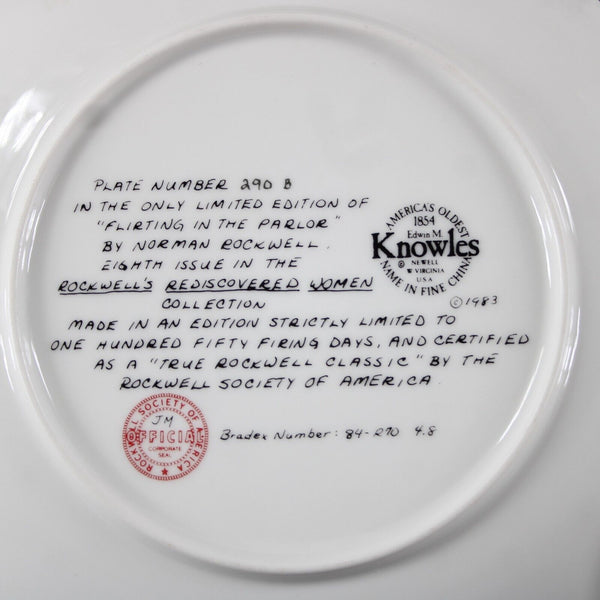 PLATE NUMBER 290 B
IN THE ONLY LIMITED EDITION OF
"FLIRTING IN THE PARLOR"
BY NORMAN ROCKWELL.
EIGHTH ISSUE IN THE
ROCKWELL'S REDISCOVERED WOMEN
COLLECTION
MADE IN AN EDITION STRICTLY LIMITED TO
ONE HUNDRED FIFTY FIRING DAYS, AND CERTIFIED
AS A "TRUE ROCKWELL CLASSIC" BY THE
ROCKWELL SOCIETY OF AMERICA.
AMERICA'S OLDEST
1854
Edwin M.
Knowles
©
NEWELL
W. VIRGINIA
U S A
NAME IN FINE CHINA
©1983
ROCKWELL SOCIETY OF AMERICA
JM
OFFICIAL
CORPORATE
SEAL
Bradex Number: 84-270 4.8